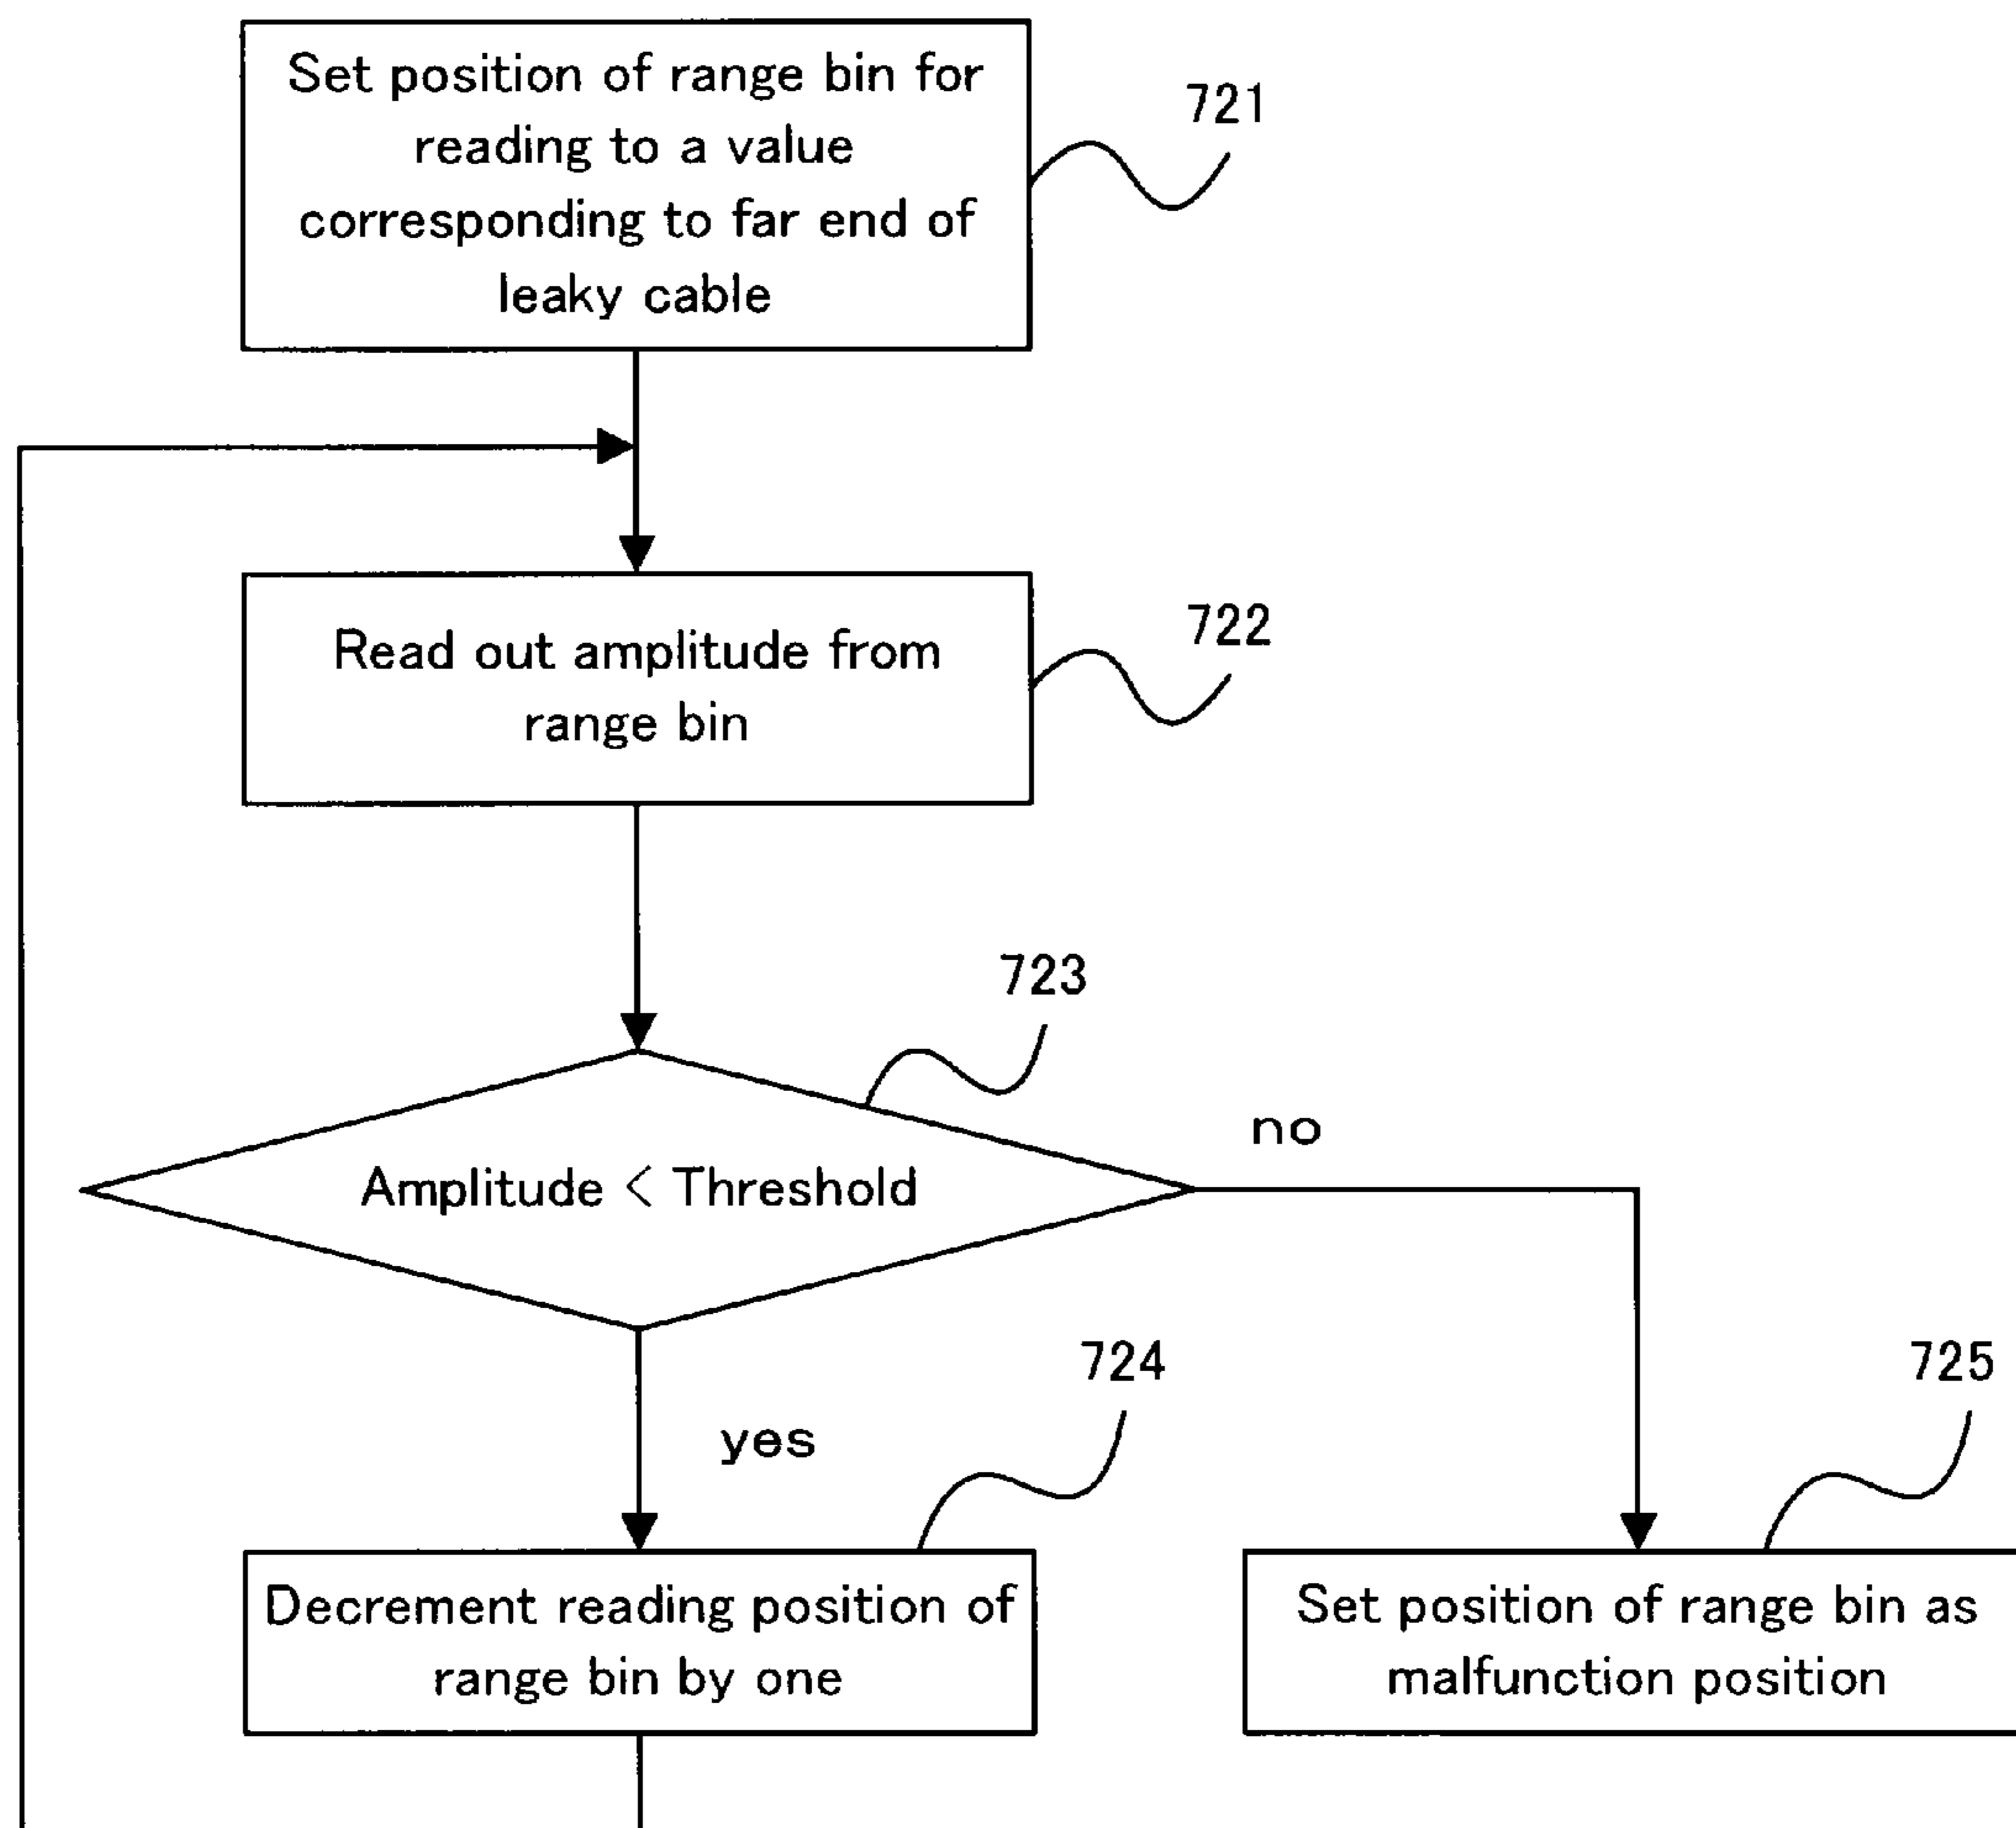 Set position of range bin for
reading to a value
corresponding to far end of
leaky cable
721
Read out amplitude from
range bin
722
723
Amplitude < Threshold
no
yes
724
Decrement reading position of
range bin by one
725
Set position of range bin as
malfunction position